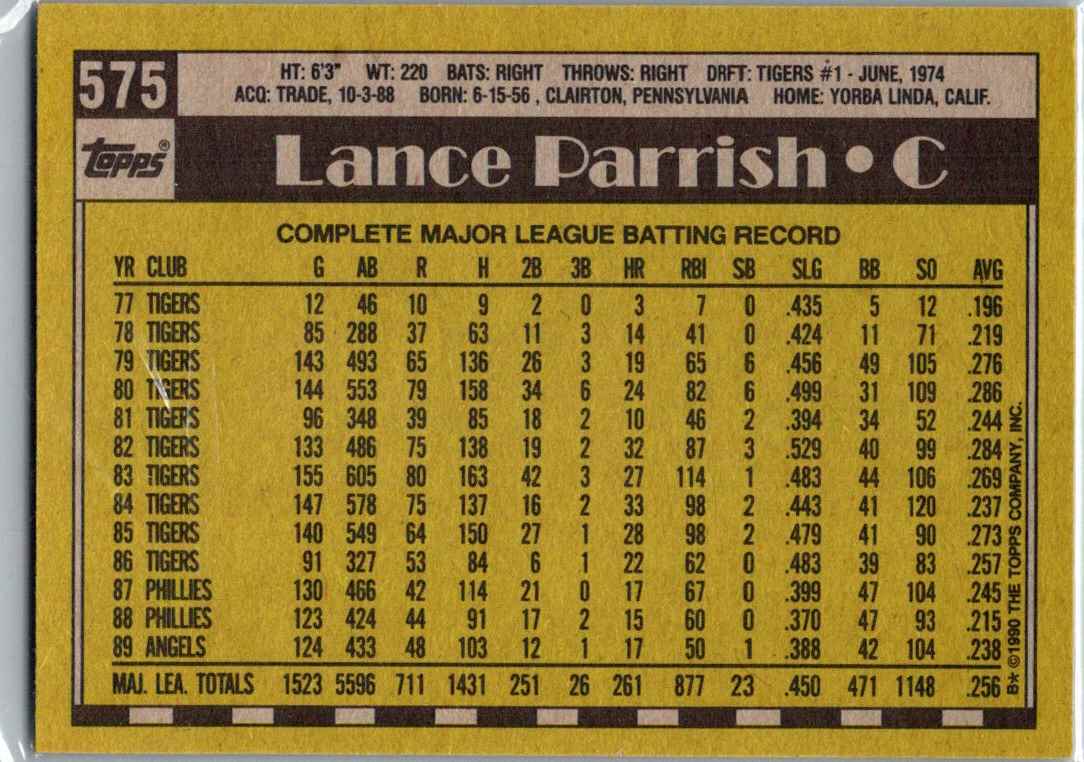 575
HT: 6'3" WT: 220 BATS: RIGHT THROWS: RIGHT DRFT: TIGERS #1 - JUNE, 1974
ACQ: TRADE, 10-3-88 BORN: 6-15-56 , CLAIRTON, PENNSYLVANIA HOME: YORBA LINDA, CALIF.
topps®
Lance Parrish • C
COMPLETE MAJOR LEAGUE BATTING RECORD
YR CLUB G AB R H 2B 3B HR RBI SB SLG BB SO AVG
77 TIGERS 12 46 10 9 2 0 3 7 0 .435 5 12 .196
78 TIGERS 85 288 37 63 11 3 14 41 0 .424 11 71 .219
79 TIGERS 143 493 65 136 26 3 19 65 6 .456 49 105 .276
80 TIGERS 144 553 79 158 34 6 24 82 6 .499 31 109 .286
81 TIGERS 96 348 39 85 18 2 10 46 2 .394 34 52 .244
82 TIGERS 133 486 75 138 19 2 32 87 3 .529 40 99 .284
83 TIGERS 155 605 80 163 42 3 27 114 1 .483 44 106 .269
84 TIGERS 147 578 75 137 16 2 33 98 2 .443 41 120 .237
85 TIGERS 140 549 64 150 27 1 28 98 2 .479 41 90 .273
86 TIGERS 91 327 53 84 6 1 22 62 0 .483 39 83 .257
87 PHILLIES 130 466 42 114 21 0 17 67 0 .399 47 104 .245
88 PHILLIES 123 424 44 91 17 2 15 60 0 .370 47 93 .215
89 ANGELS 124 433 48 103 12 1 17 50 1 .388 42 104 .238
MAJ. LEA. TOTALS 1523 5596 711 1431 251 26 261 877 23 .450 471 1148 .256
B* ©1990 THE TOPPS COMPANY, INC.